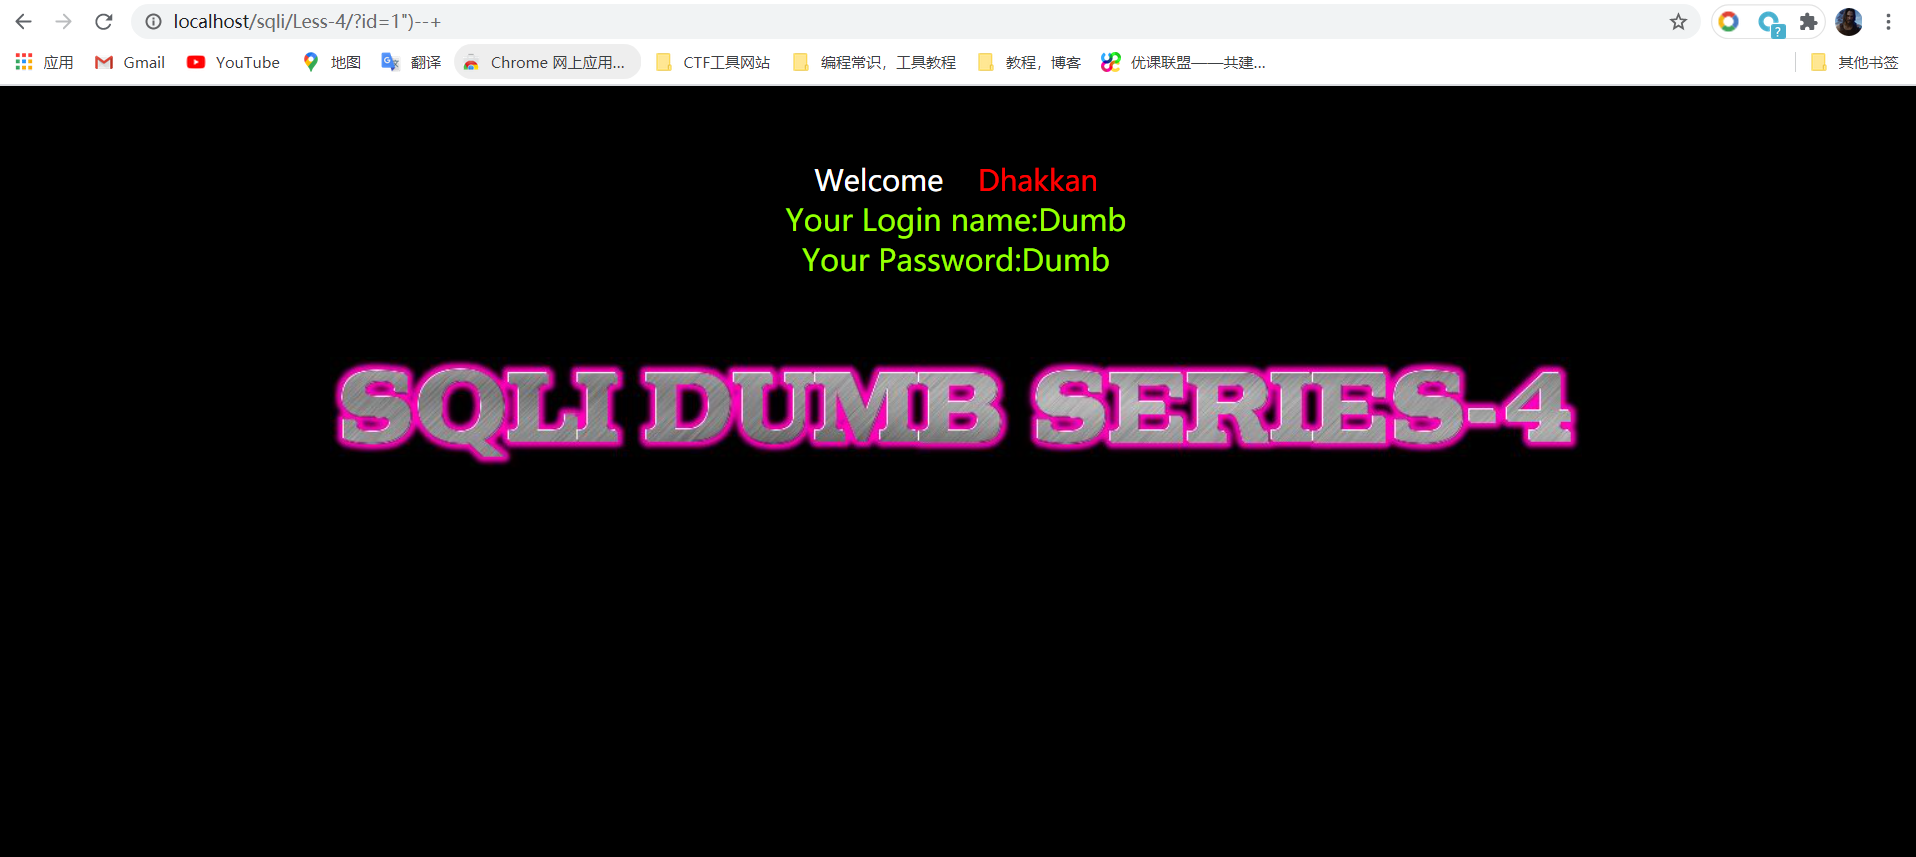 localhost/sqli/Less-4/?id=1")--+
应用 Gmail YouTube 地图 翻译 Chrome 网上应用... CTF工具网站 编程常识，工具教程 教程，博客 优课联盟——共建... 其他书签
Welcome Dhakkan
Your Login name:Dumb
Your Password:Dumb
SQLI DUMB SERIES-4